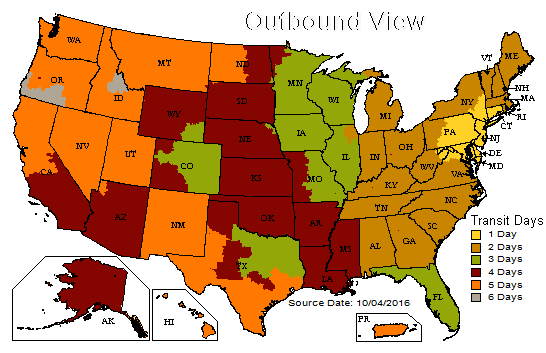 Outbound View
WA
MT
ND
MN
VT
ME
OR
ID
WY
SD
WI
MI
NY
NH
MA
RI
CT
NV
UT
CO
NE
IA
IL
IN
OH
PA
NJ
DE
MD
CA
AZ
NM
KS
MO
KY
WV
VA
OK
AR
TN
NC
SC
TX
LA
MS
AL
GA
FL
AK
HI
PR
Transit Days
1 Day
2 Days
3 Days
4 Days
5 Days
6 Days
Source Date: 10/04/2016